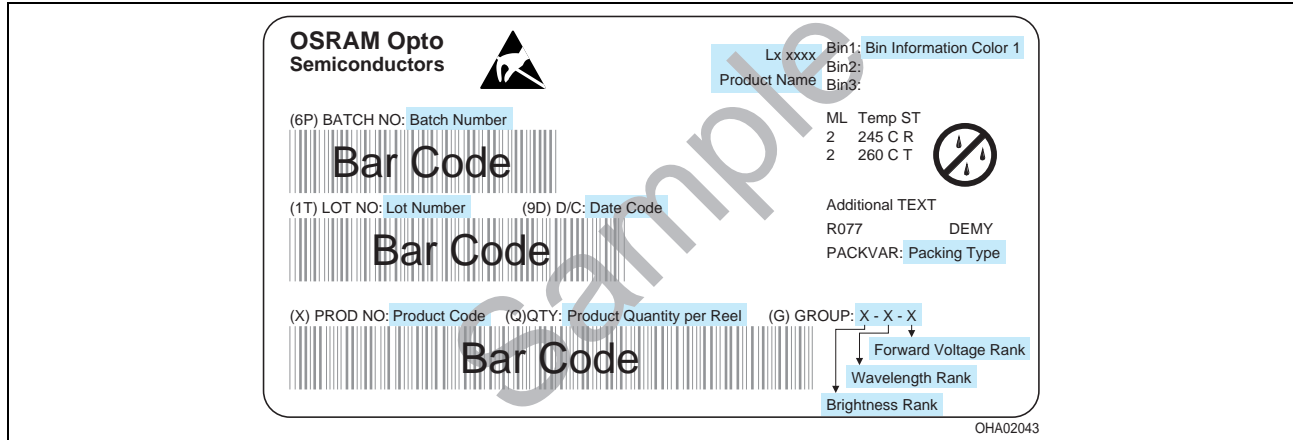 OSRAM Opto
Semiconductors
Lx xxxx
Product Name
Bin1: Bin Information Color 1
Bin2:
Bin3:
(6P) BATCH NO: Batch Number
Bar Code
ML Temp ST
2 245 C R
2 260 C T
(1T) LOT NO: Lot Number (9D) D/C: Date Code
Bar Code
Additional TEXT
R077 DEMY
PACKVAR: Packing Type
(X) PROD NO: Product Code (Q)QTY: Product Quantity per Reel (G) GROUP: X - X - X
Bar Code
Forward Voltage Rank
Wavelength Rank
Brightness Rank
Sample
OHA02043